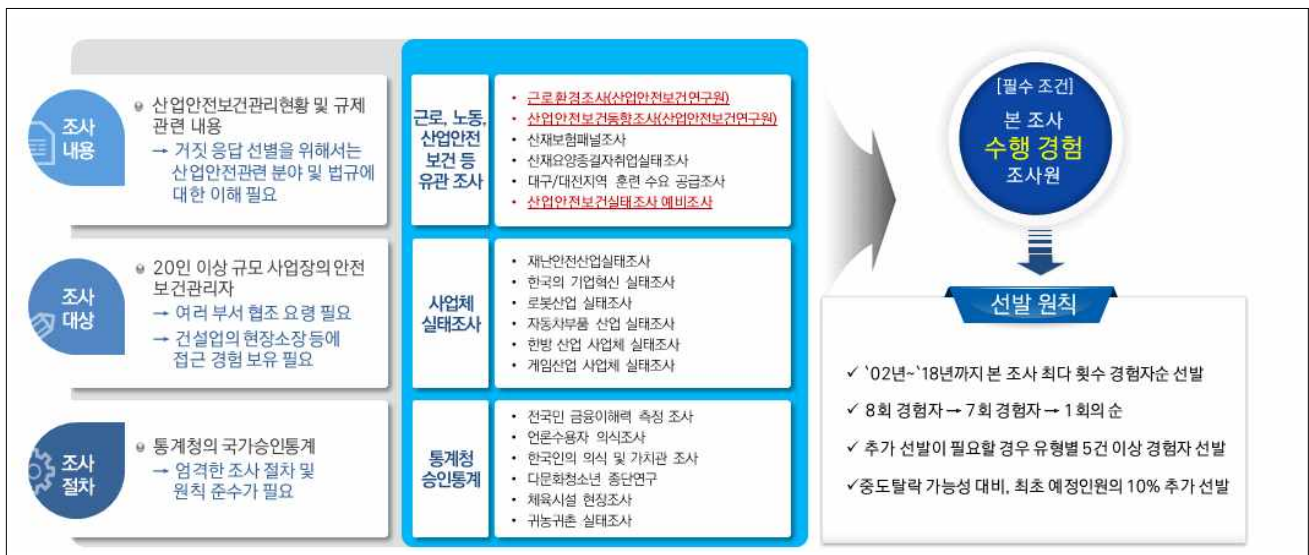 조사
내용
산업안전보건관리현황 및 규제
관련 내용
→ 거짓 응답 선별을 위해서는
산업안전관련 분야 및 법규에
대한 이해 필요
근로, 노동,
산업안전
보건 등
유관 조사
• 근로환경조사(산업안전보건연구원)
• 산업안전보건동향조사(산업안전보건연구원)
• 산재보험패널조사
• 산재요양종결자취업실태조사
• 대구/대전지역 훈련 수요 공급조사
• 산업안전보건실태조사 예비조사
조사
대상
20인 이상 규모 사업장의 안전
보건관리자
→ 여러 부서 협조 요령 필요
→ 건설업의 현장소장 등에
접근 경험 보유 필요
사업체
실태조사
• 재난안전산업실태조사
• 한국의 기업혁신 실태조사
• 로봇산업 실태조사
• 자동차부품 산업 실태조사
• 한방 산업 사업체 실태조사
• 게임산업 사업체 실태조사
조사
절차
통계청의 국가승인통계
→ 엄격한 조사 절차 및
원칙 준수가 필요
통계청
승인통계
• 전국민 금융이해력 측정 조사
• 언론수용자 의식조사
• 한국인의 의식 및 가치관 조사
• 다문화청소년 종단연구
• 체육시설 현장조사
• 귀농귀촌 실태조사
[필수 조건]
본 조사
수행 경험
조사원
선발 원칙
✓ ‘02년~‘18년까지 본 조사 최다 횟수 경험자순 선발
✓ 8회 경험자 → 7회 경험자 → 1회의 순
✓ 추가 선발이 필요할 경우 유형별 5건 이상 경험자 선발
✓중도탈락 가능성 대비, 최초 예정인원의 10% 추가 선발